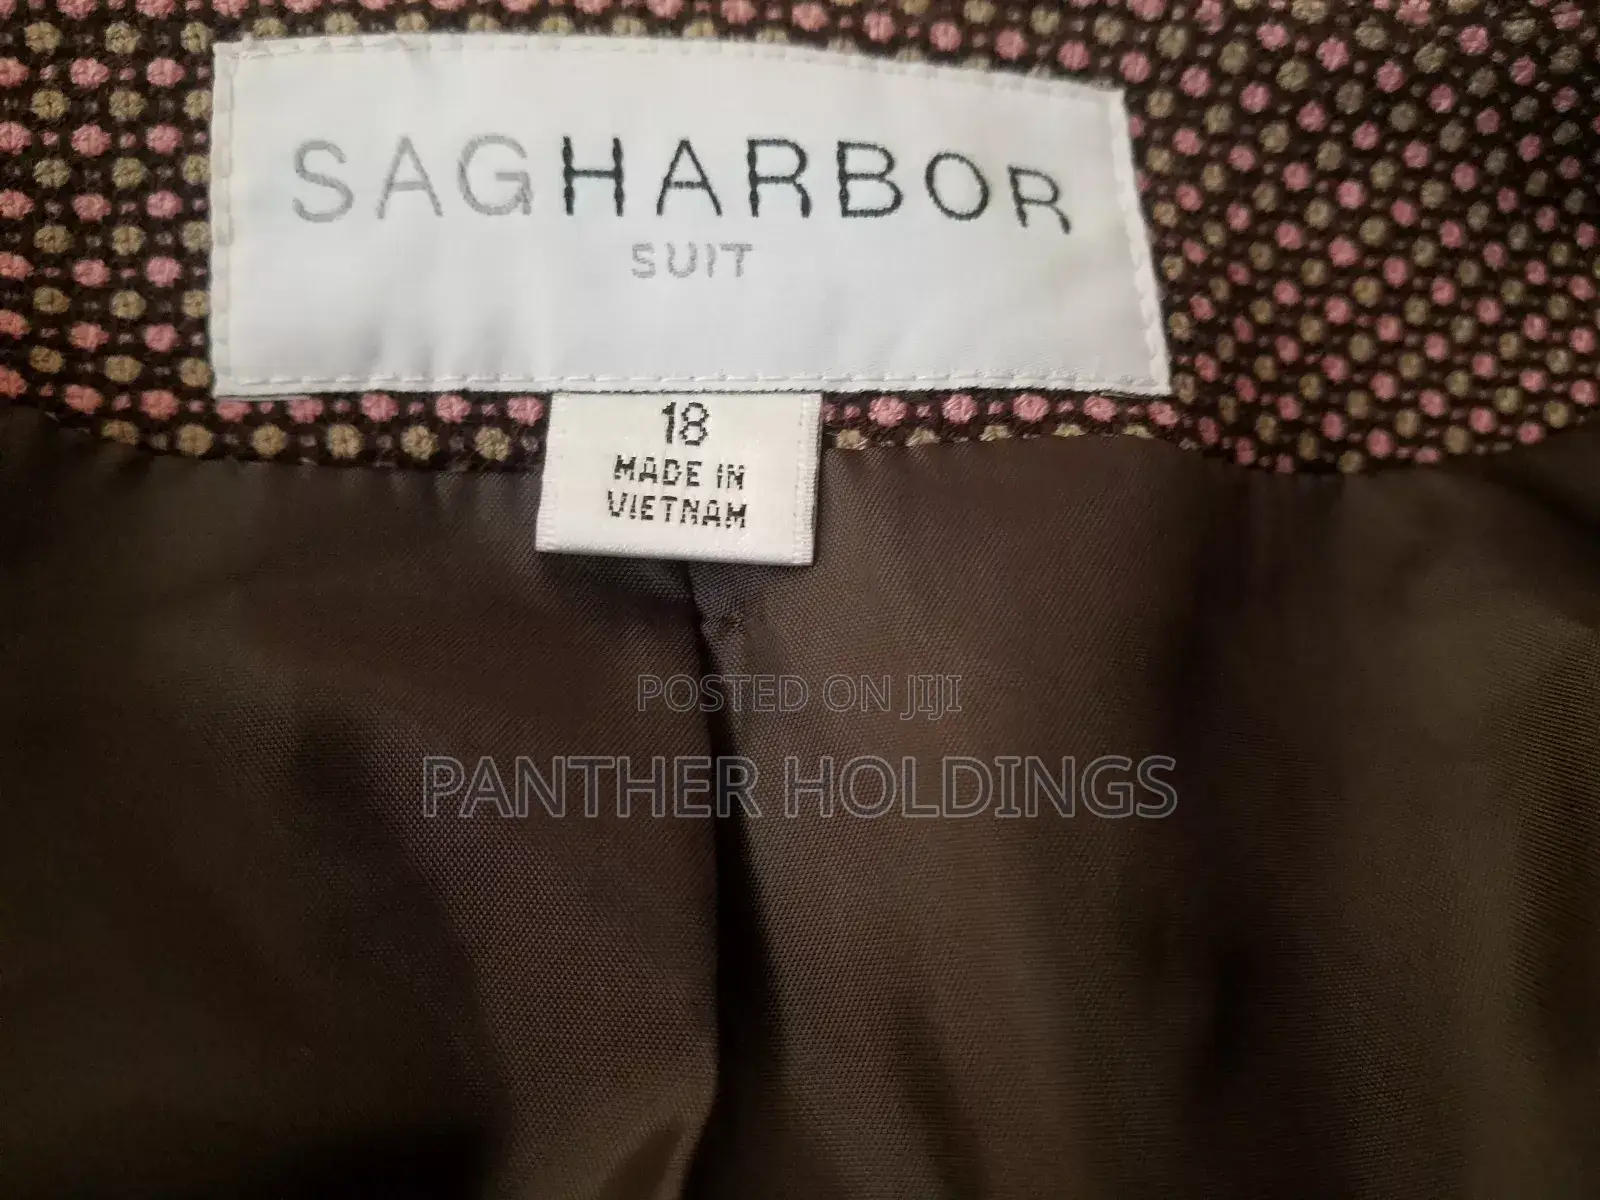 SAGHARBOR
SUIT
18
MADE IN
VIETNAM
POSTED ON JIJI
PANTHER HOLDINGS